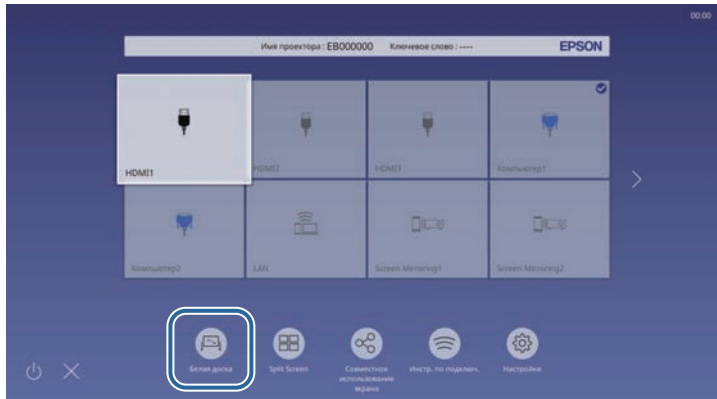 00:00
Имя проектора : EB000000 Ключевое слово : ---- EPSON
HDMI1 HDMI2 HDMI3 Компьютер1
Компьютер2 LAN Screen Mirroring1 Screen Mirroring2
Белая доска Split Screen Совместное Инстр. по подключ. Настройки
использование
экрана